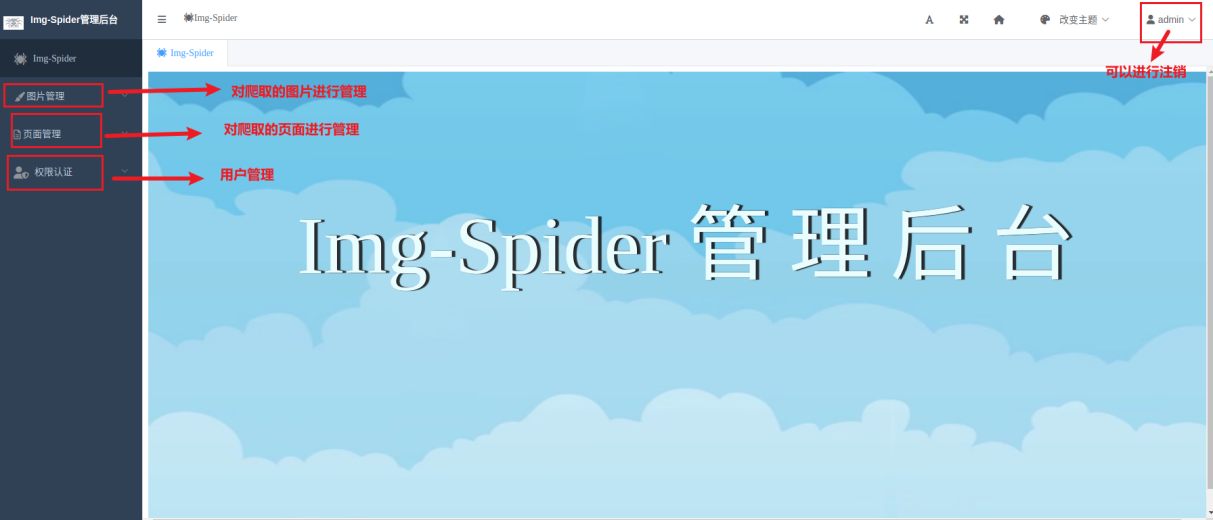 Img-Spider管理后台
Img-Spider
A
改变主题
admin
Img-Spider
Img-Spider
可以进行注销
图片管理
对爬取的图片进行管理
页面管理
对爬取的页面进行管理
权限认证
用户管理
Img-Spider 管理后台